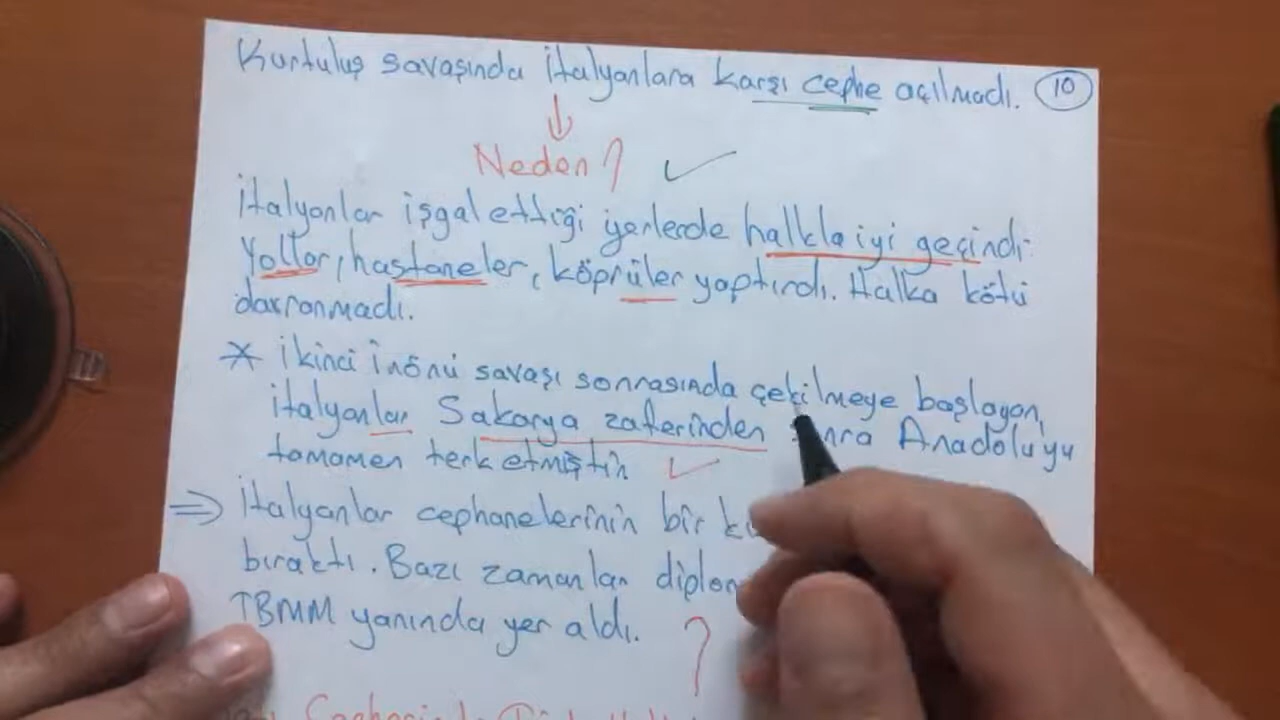 Kurtuluş savaşında İtalyanlara karşı cephe açılmadı. 10
Neden?
İtalyanlar işgal ettiği yerlerde halkla iyi geçindi.
Yollar, hastaneler, köprüler yaptırdı. Halka kötü
davranmadı.
* İkinci İnönü savaşı sonrasında çekilmeye başlayan,
İtalyanlar Sakarya zaferinden Anadolu'yu
tamamen terk etmiştir.
⇒ İtalyanlar cephanelerinin bir
bıraktı. Bazı zamanlar
TBMM yanında yer aldı. ?